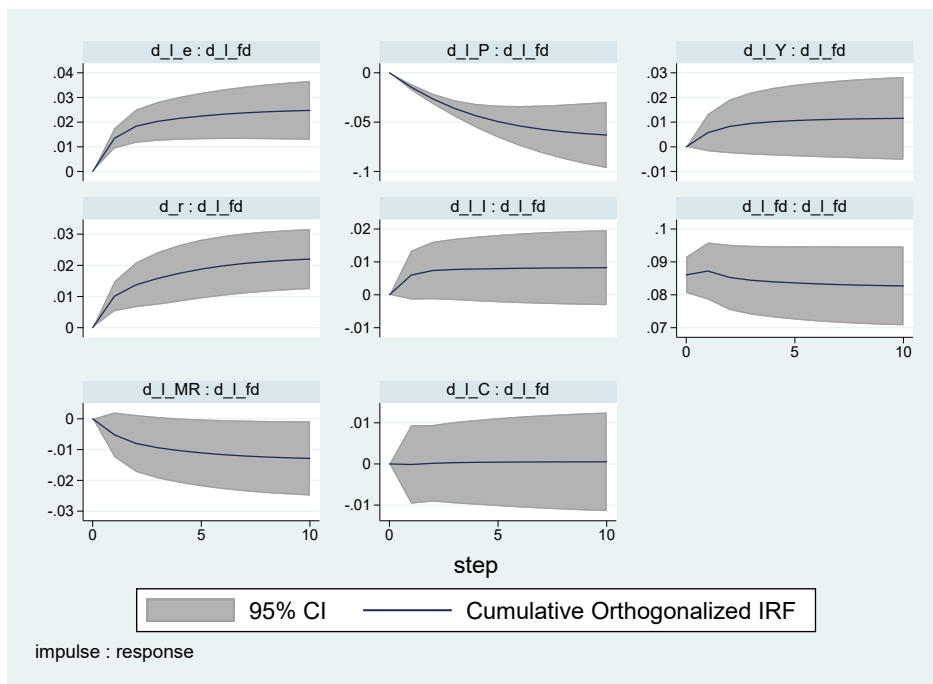 d_l_e : d_l_fd
d_l_P : d_l_fd
d_l_Y : d_l_fd
.04
.03
.02
.01
0
0
-.05
-.1
.03
.02
.01
0
-.01
d_r : d_l_fd
d_l_I : d_l_fd
d_l_fd : d_l_fd
.03
.02
.01
0
.02
.01
0
-.01
.1
.09
.08
.07
0 5 10
d_l_MR : d_l_fd
d_l_C : d_l_fd
0
-.01
-.02
-.03
0 5 10
.01
0
-.01
0 5 10
step
95% CI
Cumulative Orthogonalized IRF
impulse : response